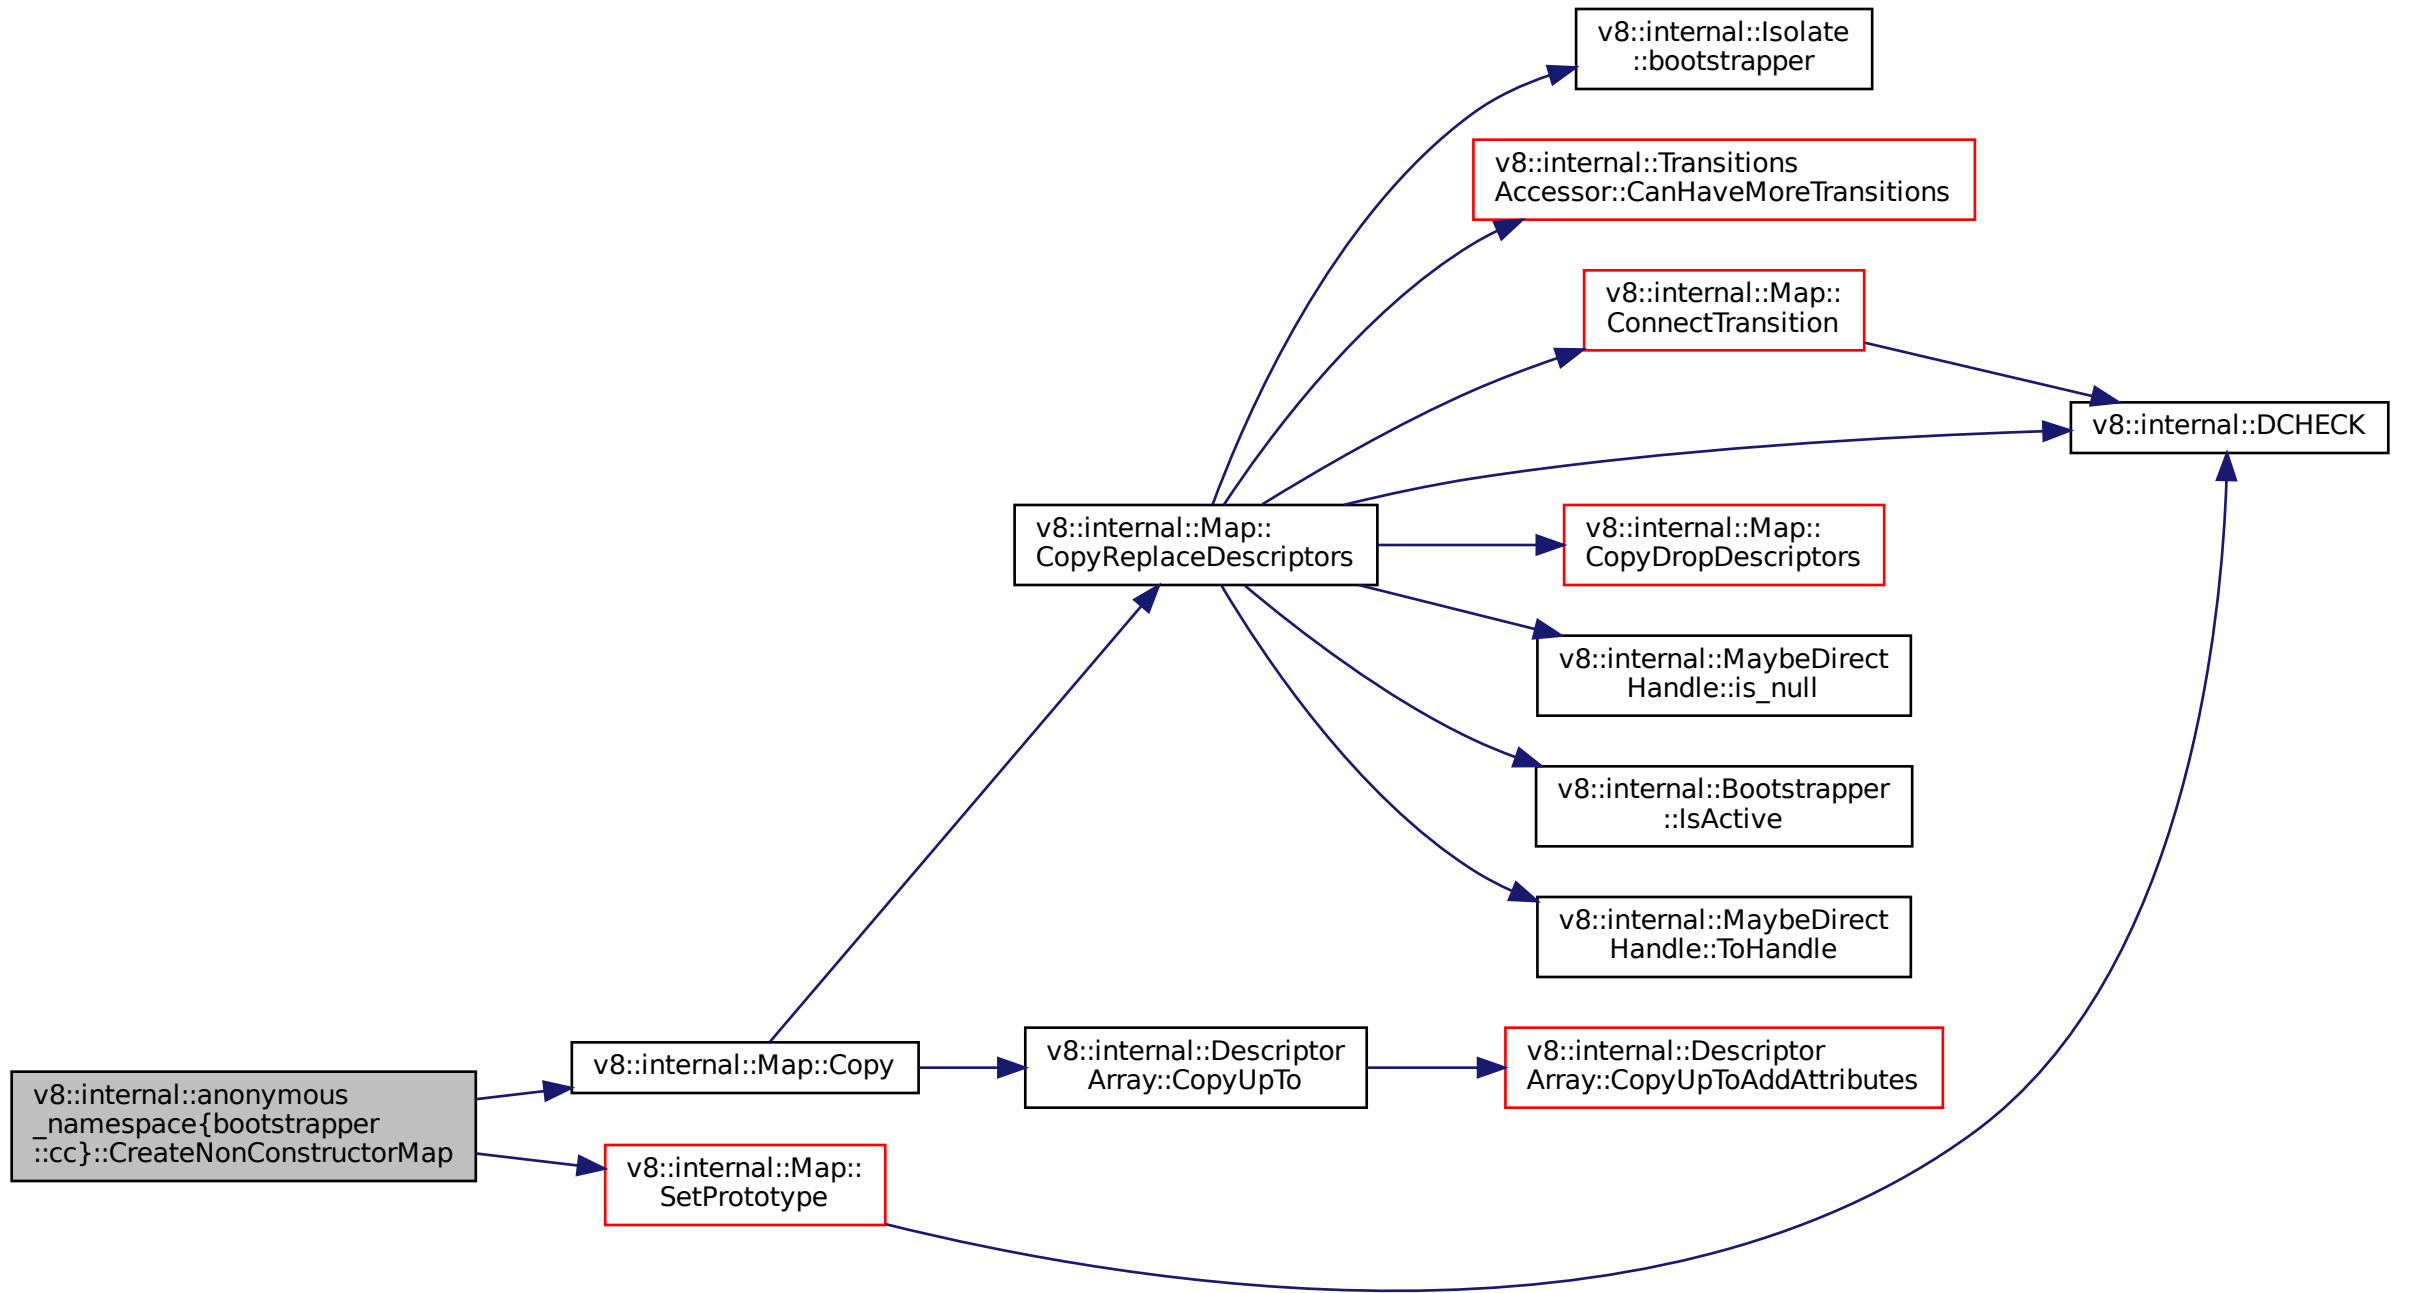 v8::internal::Isolate
::bootstrapper
v8::internal::Transitions
Accessor::CanHaveMoreTransitions
v8::internal::Map::
ConnectTransition
v8::internal::DCHECK
v8::internal::Map::
CopyReplaceDescriptors
v8::internal::Map::
CopyDropDescriptors
v8::internal::MaybeDirect
Handle::is_null
v8::internal::Bootstrapper
::IsActive
v8::internal::MaybeDirect
Handle::ToHandle
v8::internal::Map::Copy
v8::internal::Descriptor
Array::CopyUpTo
v8::internal::Descriptor
Array::CopyUpToAddAttributes
v8::internal::anonymous
_namespace{bootstrapper
::cc}::CreateNonConstructorMap
v8::internal::Map::
SetPrototype